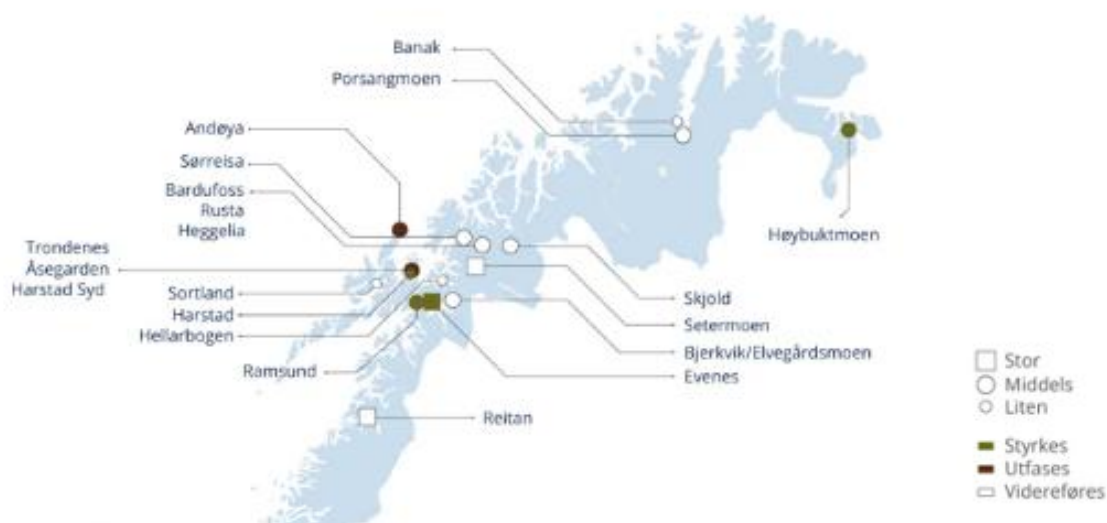 Banak
Porsangmoen
Andøya
Sørreisa
Bardufoss
Rusta
Heggelia
Trondenes
Åsegarden
Harstad Syd
Sortland
Harstad
Hellarbogen
Ramsund
Reitan
Høybuktmoen
Skjold
Setermoen
Bjerkvik/Elvegårdsmoen
Evenes
Stor
Middels
Liten
Styrkes
Utfases
Videreføres